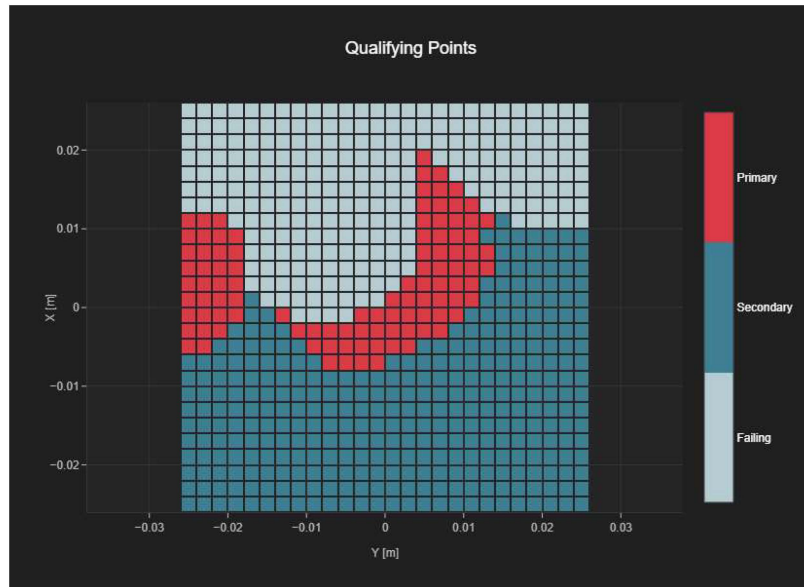 Qualifying Points
0.02
0.01
0
−0.01
−0.02
X [m]
−0.03
−0.02
−0.01
0
0.01
0.02
0.03
Y [m]
Primary
Secondary
Failing